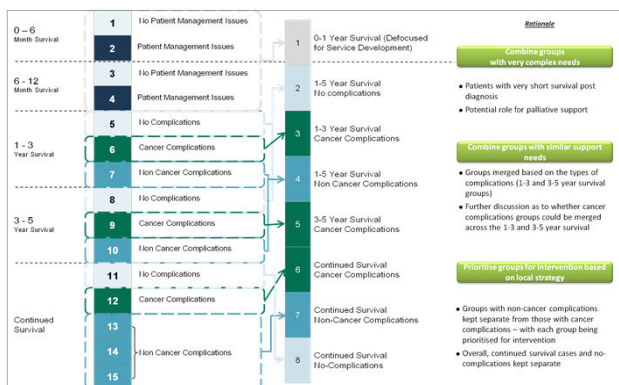 0 – 6
Month Survival
1
No Patient Management Issues
2
Patient Management Issues
6 - 12
Month Survival
3
No Patient Management Issues
4
Patient Management Issues
1 - 3
Year Survival
5
No Complications
6
Cancer Complications
7
Non Cancer Complications
3 - 5
Year Survival
8
No Complications
9
Cancer Complications
10
Non Cancer Complications
Continued
Survival
11
No Complications
12
Cancer Complications
13
14
Non Cancer Complications
15
1
0-1 Year Survival (Defocused
for Service Development)
2
1-5 Year Survival
No complications
3
1-3 Year Survival
Cancer Complications
4
1-5 Year Survival
Non Cancer Complications
5
3-5 Year Survival
Cancer Complications
6
Continued Survival
Cancer Complications
7
Continued Survival
Non-Cancer Complications
8
Continued Survival
No-Complications
Rationale
Combine groups
with very complex needs
• Patients with very short survival post
diagnosis
• Potential role for palliative support
Combine groups with similar support
needs
• Groups merged based on the types of
complications (1-3 and 3-5 year survival
groups)
• Further discussion as to whether cancer
complications groups could be merged
across the 1-3 and 3-5 year survival
Prioritise groups for intervention based
on local strategy
• Groups with non-cancer complications
kept separate from those with cancer
complications – with each group being
prioritised for intervention
• Overall, continued survival cases and no-
complications kept separate